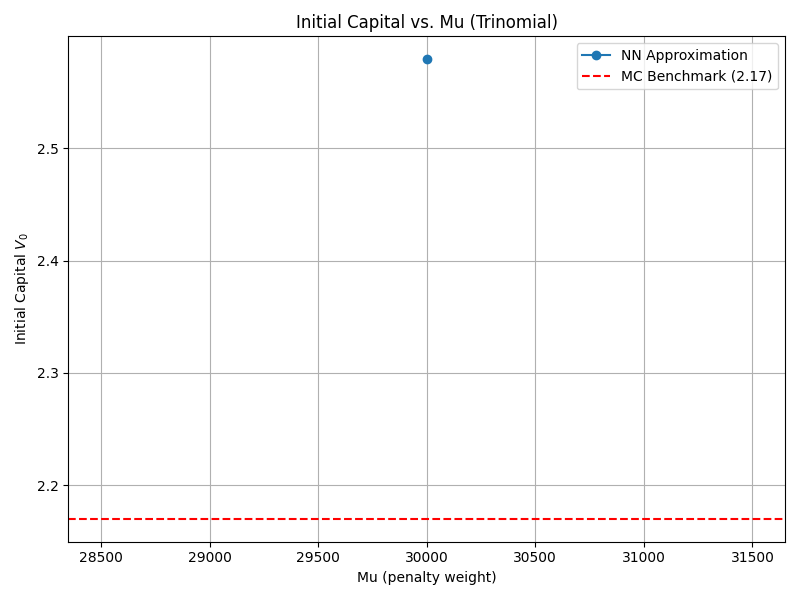 Initial Capital vs. Mu (Trinomial)
NN Approximation
MC Benchmark (2.17)
Initial Capital $V_0$
2.5
2.4
2.3
2.2
28500 29000 29500 30000 30500 31000 31500
Mu (penalty weight)